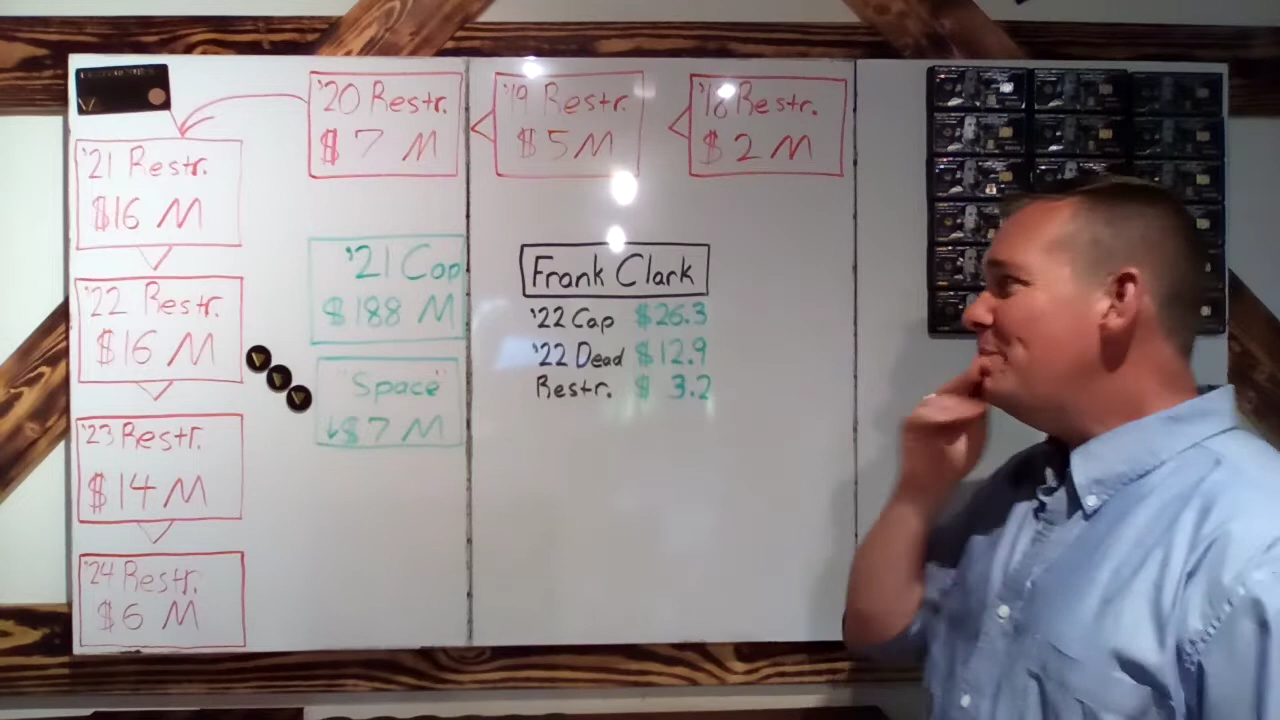 '20 Restr.
$ 7 M
'19 Restr.
$ 5 M
'18 Restr.
$ 2 M
'21 Restr.
$16 M
'22 Restr.
$16 M
'23 Restr.
$14 M
'24 Restr.
$6 M
'21 Cap
$188 M
"Space"
↓$7 M
Frank Clark
'22 Cap $26.3
'22 Dead $12.9
Restr. $ 3.2